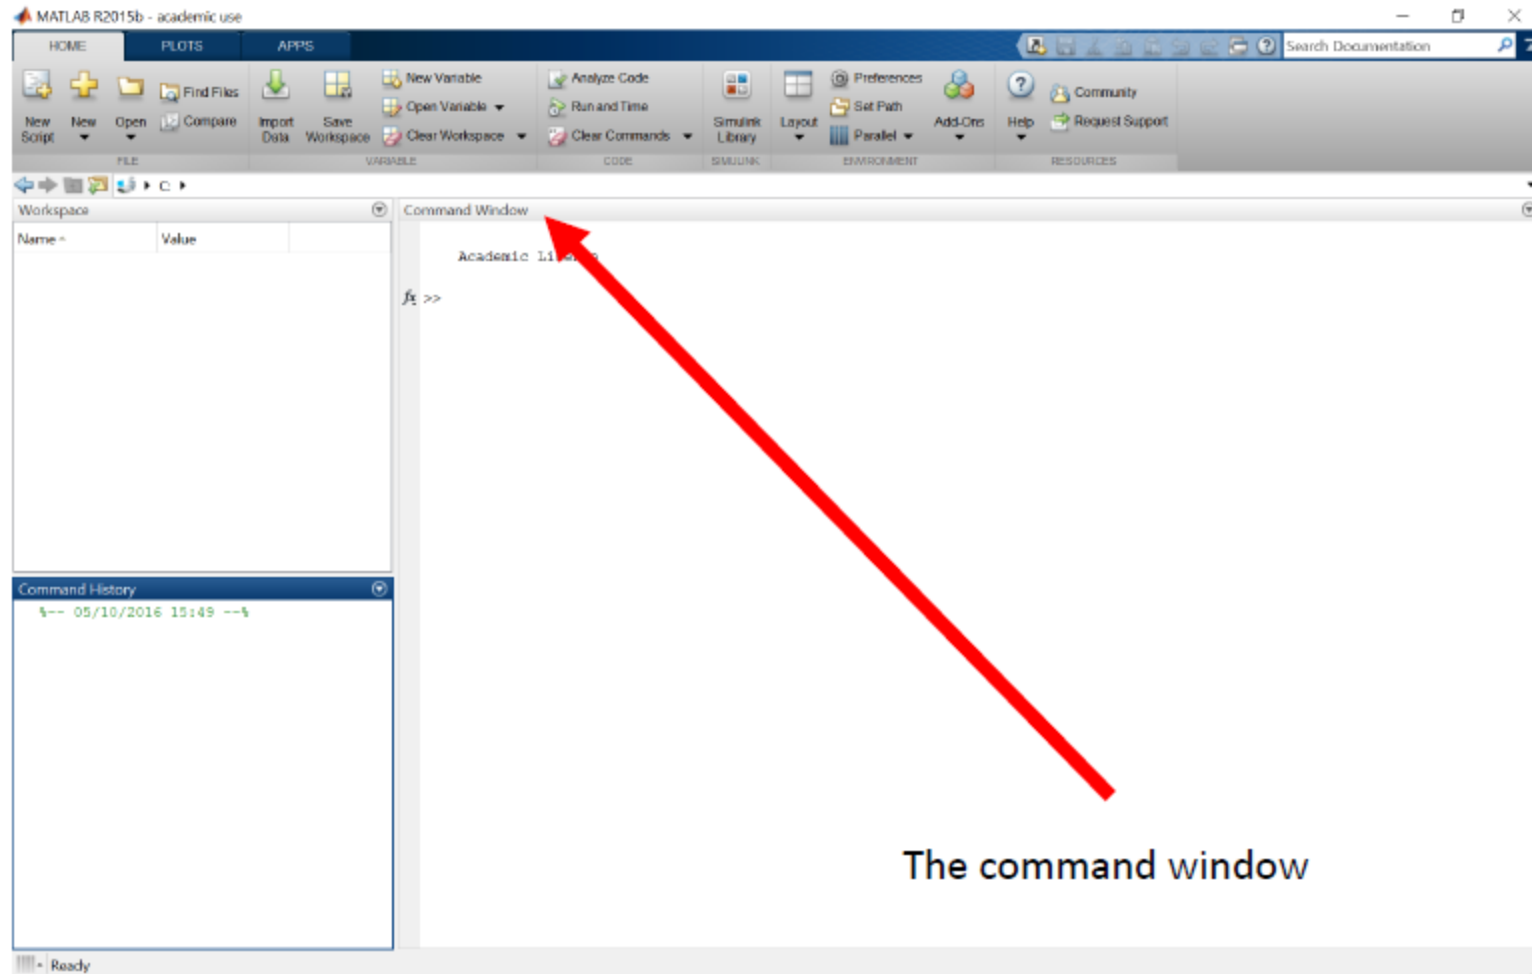 MATLAB R2015b - academic use
HOME PLOTS APPS
Search Documentation
New Script
New
Open
Find Files
Compare
FILE
Import Data
Save Workspace
New Variable
Open Variable
Clear Workspace
VARIABLE
Analyze Code
Run and Time
Clear Commands
CODE
Simulink Library
SIMULINK
Layout
Preferences
Set Path
Parallel
Add-Ons
ENVIRONMENT
Help
Community
Request Support
RESOURCES
C:
Workspace
Name Value
Command Window
Academic
fx >>
Command History
%-- 05/10/2016 15:49 --%
The command window
Ready